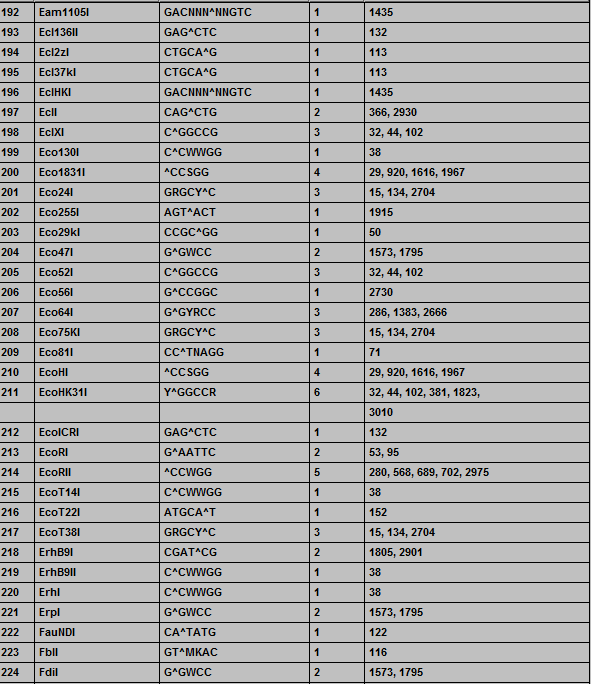 192 Eam1105I GACNNN^NNGTC 1 1435
193 Ecl136II GAG^CTC 1 132
194 Ecl2zI CTGCA^G 1 113
195 Ecl37kI CTGCA^G 1 113
196 EclHKI GACNNN^NNGTC 1 1435
197 EclI CAG^CTG 2 366, 2930
198 EclXI C^GGCCG 3 32, 44, 102
199 Eco130I C^CWWGG 1 38
200 Eco1831I ^CCSGG 4 29, 920, 1616, 1967
201 Eco24I GRGCY^C 3 15, 134, 2704
202 Eco255I AGT^ACT 1 1915
203 Eco29kI CCGC^GG 1 50
204 Eco47I G^GWCC 2 1573, 1795
205 Eco52I C^GGCCG 3 32, 44, 102
206 Eco56I G^CCGGC 1 2730
207 Eco64I G^GYRCC 3 286, 1383, 2666
208 Eco75KI GRGCY^C 3 15, 134, 2704
209 Eco81I CC^TNAGG 1 71
210 EcoHI ^CCSGG 4 29, 920, 1616, 1967
211 EcoHK31I Y^GGCCR 6 32, 44, 102, 381, 1823,
3010
212 EcoICRI GAG^CTC 1 132
213 EcoRI G^AATTC 2 53, 95
214 EcoRII ^CCWGG 5 280, 568, 689, 702, 2975
215 EcoT14I C^CWWGG 1 38
216 EcoT22I ATGCA^T 1 152
217 EcoT38I GRGCY^C 3 15, 134, 2704
218 ErhB9I CGAT^CG 2 1805, 2901
219 ErhB9II C^CWWGG 1 38
220 ErhI C^CWWGG 1 38
221 ErpI G^GWCC 2 1573, 1795
222 FauNDI CA^TATG 1 122
223 FblI GT^MKAC 1 116
224 FdiI G^GWCC 2 1573, 1795